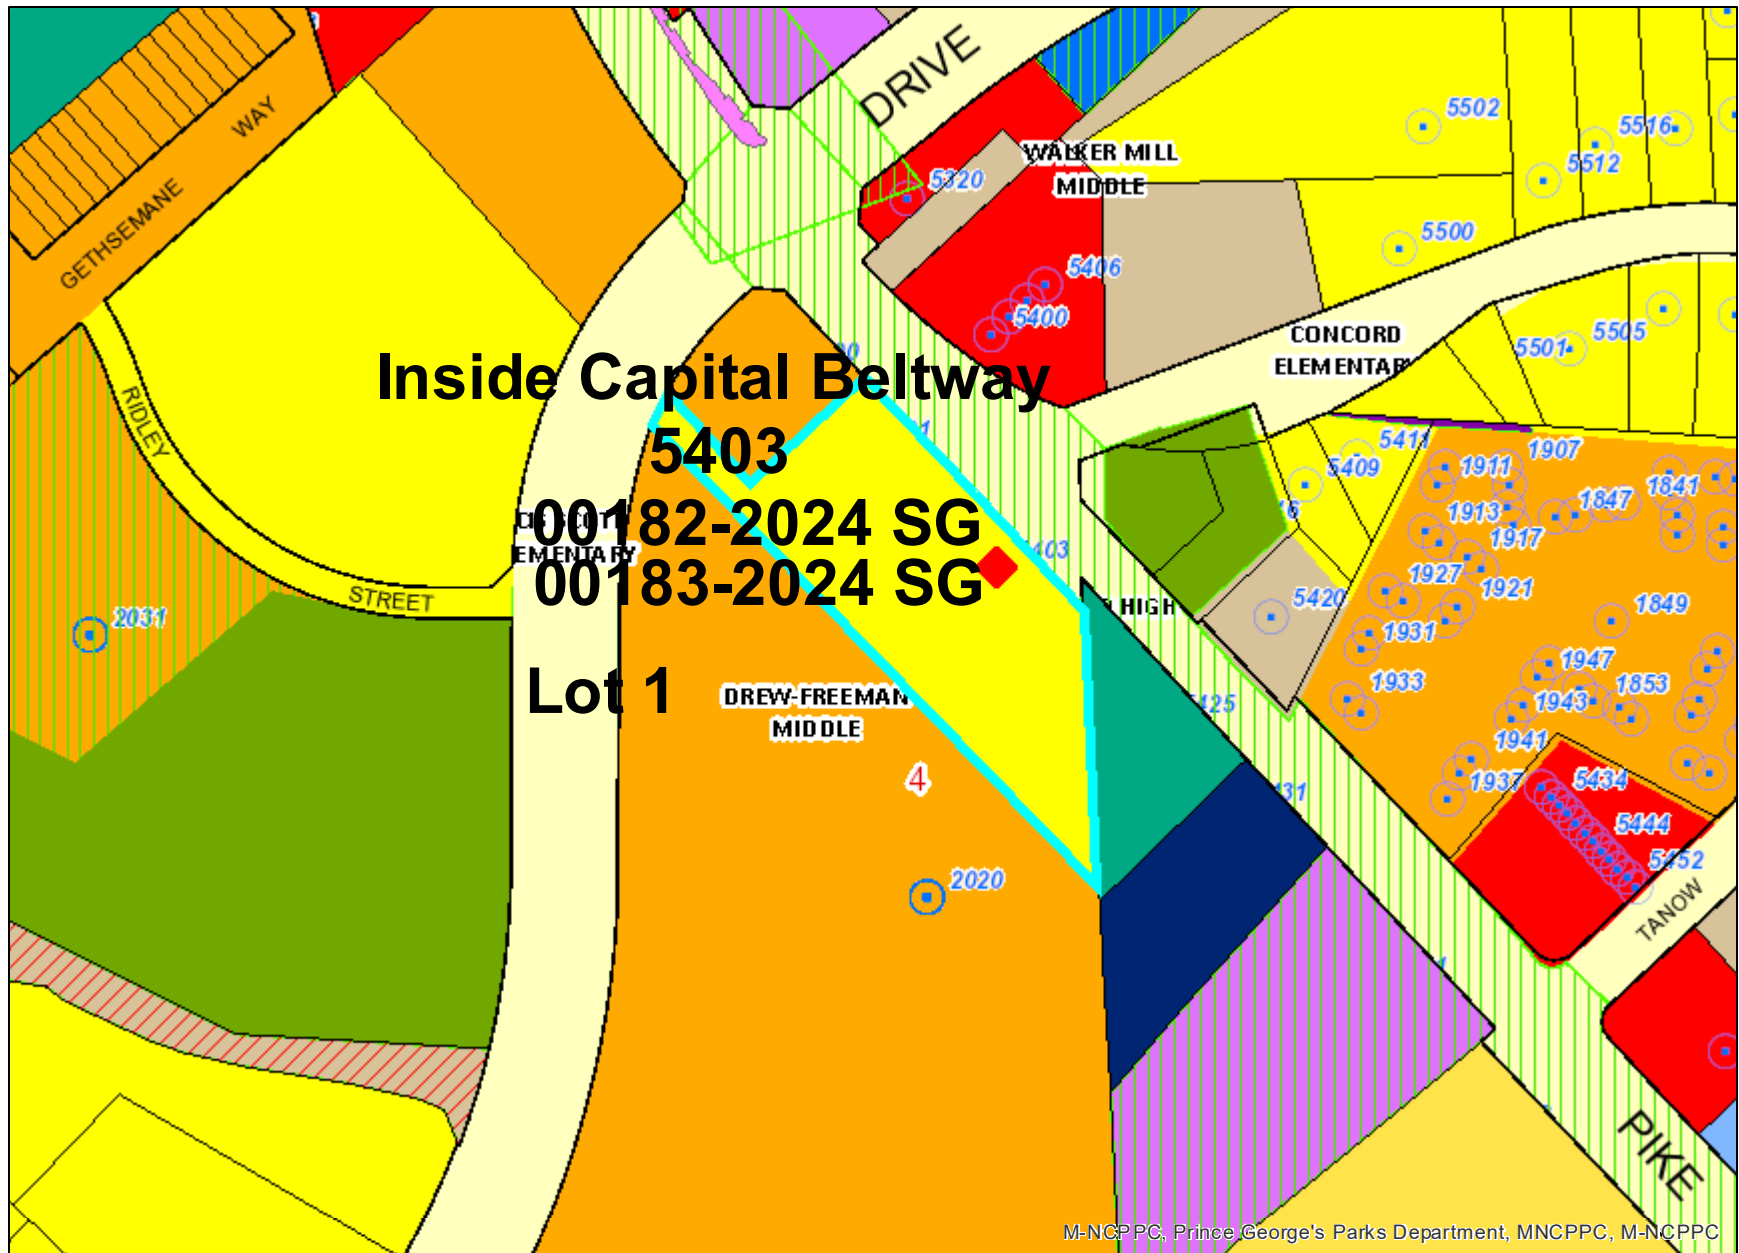 DRIVE
WAY
GETHSEMANE
WALKER MILL
MIDDLE
5320
5502
5516
5512
5500
5406
5400
CONCORD
ELEMENTARY
5501
5505
RIDLEY
STREET
Inside Capital Beltway
5403
00182-2024 SG
00183-2024 SG
Lot 1
EMENTARY
HIGH
DREW-FREEMAN
MIDDLE
4
2020
2031
5411
5409
5420
1907
1911
1913
1917
1927
1921
1931
1933
1847
1841
1849
1947
1853
1943
1941
1937
5434
5444
5452
TANOW
PIKE
M-NCPPC, Prince George's Parks Department, MNCPPC, M-NCPPC